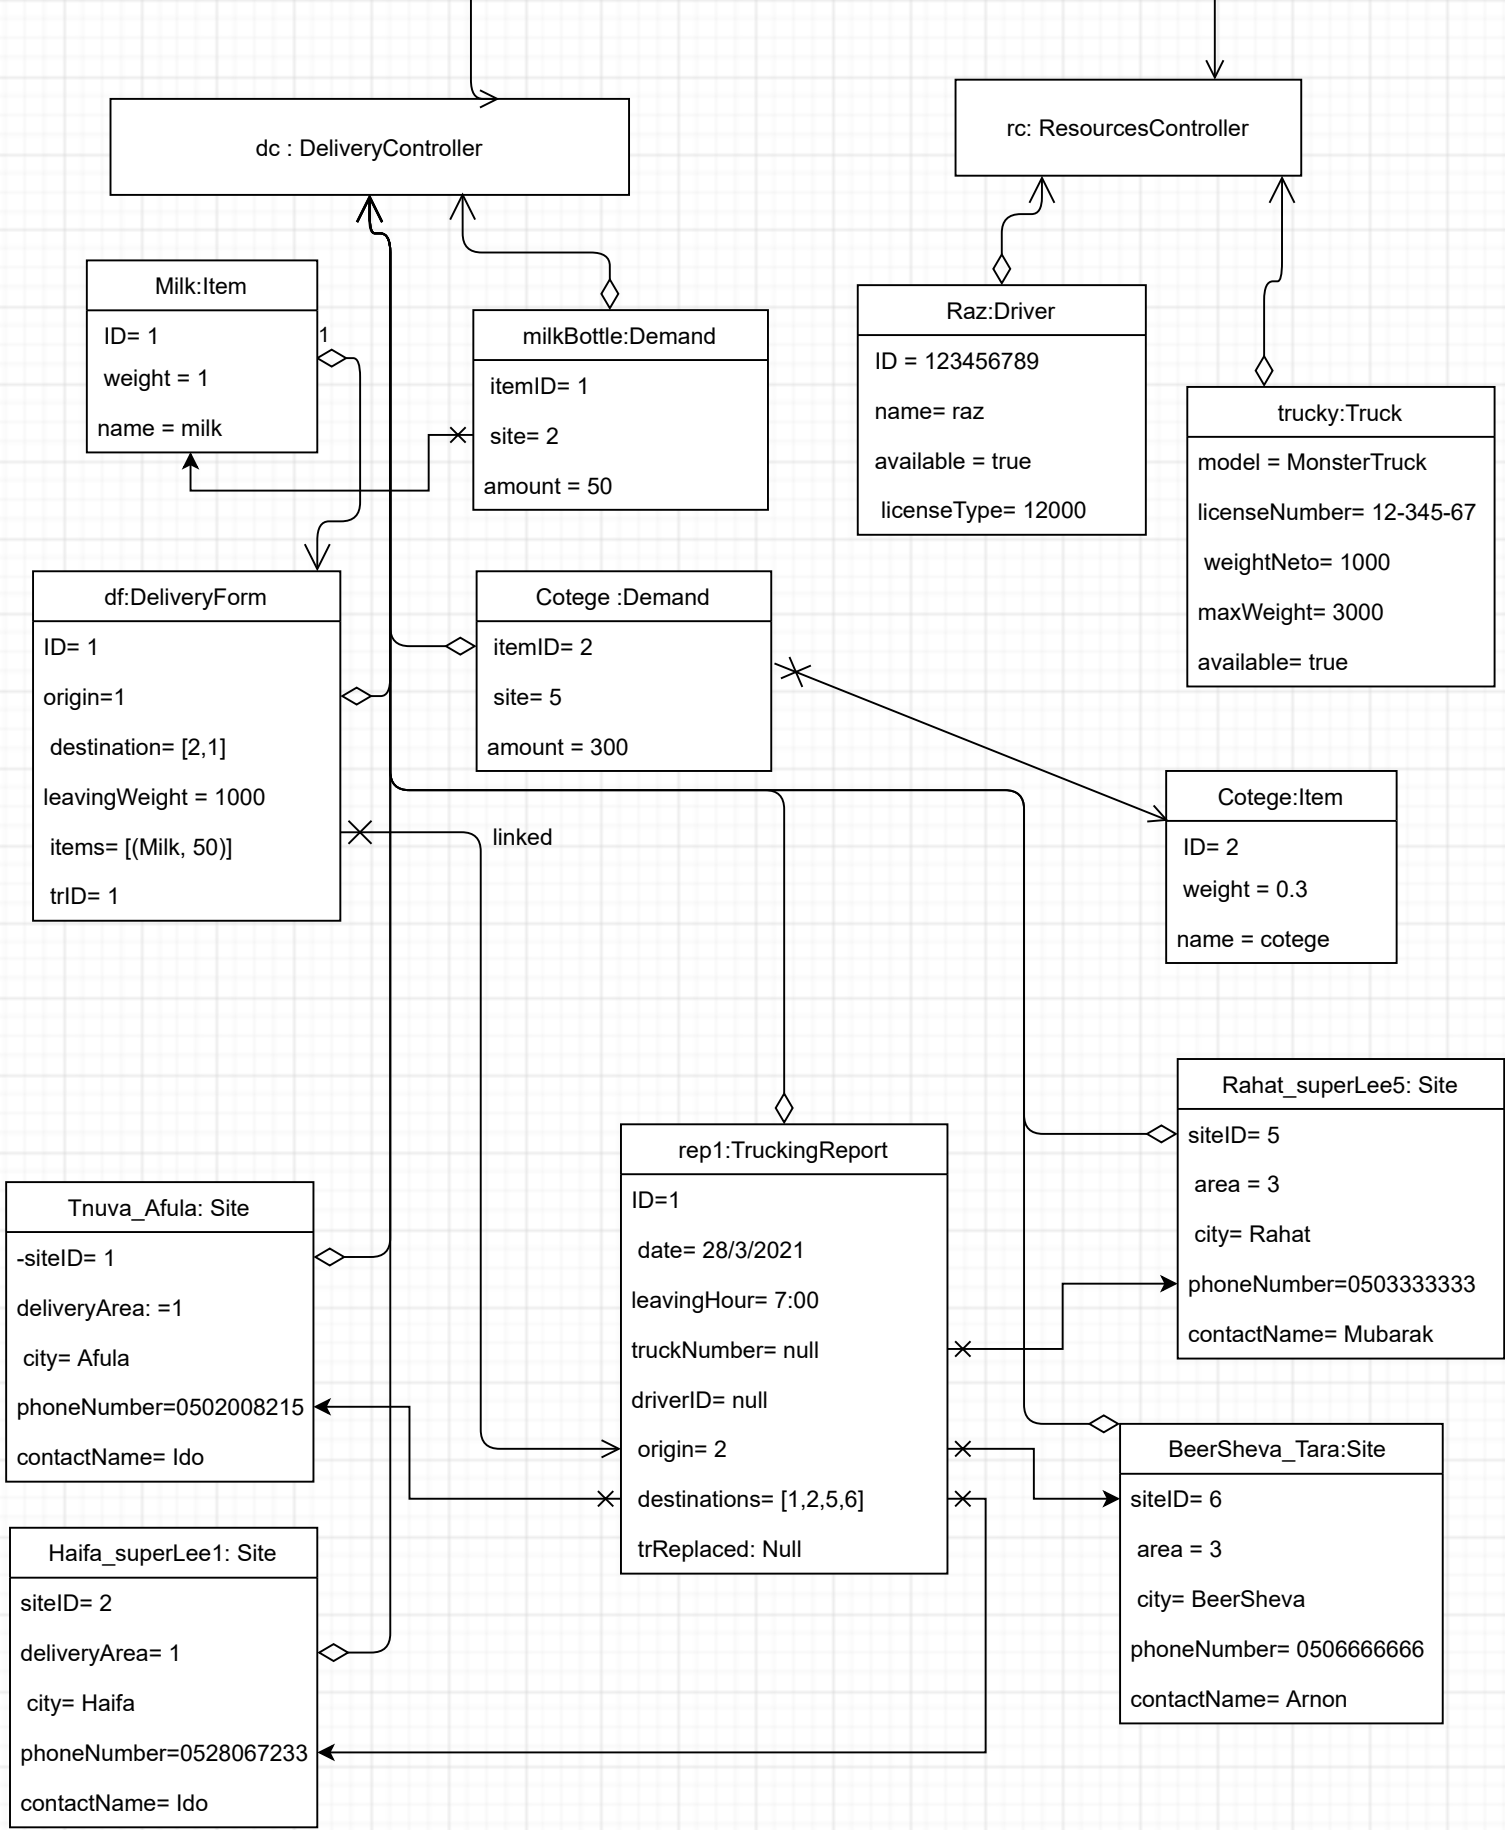 dc : DeliveryController
rc: ResourcesController
Milk:Item
ID= 1
weight = 1
name = milk
1
milkBottle:Demand
itemID= 1
site= 2
amount = 50
Raz:Driver
ID = 123456789
name= raz
available = true
licenseType= 12000
trucky:Truck
model = MonsterTruck
licenseNumber= 12-345-67
weightNeto= 1000
maxWeight= 3000
available= true
df:DeliveryForm
ID= 1
origin=1
destination= [2,1]
leavingWeight = 1000
items= [(Milk, 50)]
trID= 1
Cotege :Demand
itemID= 2
site= 5
amount = 300
linked
Cotege:Item
ID= 2
weight = 0.3
name = cotege
Rahat_superLee5: Site
siteID= 5
area = 3
city= Rahat
phoneNumber=0503333333
contactName= Mubarak
rep1:TruckingReport
ID=1
date= 28/3/2021
leavingHour= 7:00
truckNumber= null
driverID= null
origin= 2
destinations= [1,2,5,6]
trReplaced: Null
Tnuva_Afula: Site
-siteID= 1
deliveryArea: =1
city= Afula
phoneNumber=0502008215
contactName= Ido
BeerSheva_Tara:Site
siteID= 6
area = 3
city= BeerSheva
phoneNumber= 0506666666
contactName= Arnon
Haifa_superLee1: Site
siteID= 2
deliveryArea= 1
city= Haifa
phoneNumber=0528067233
contactName= Ido